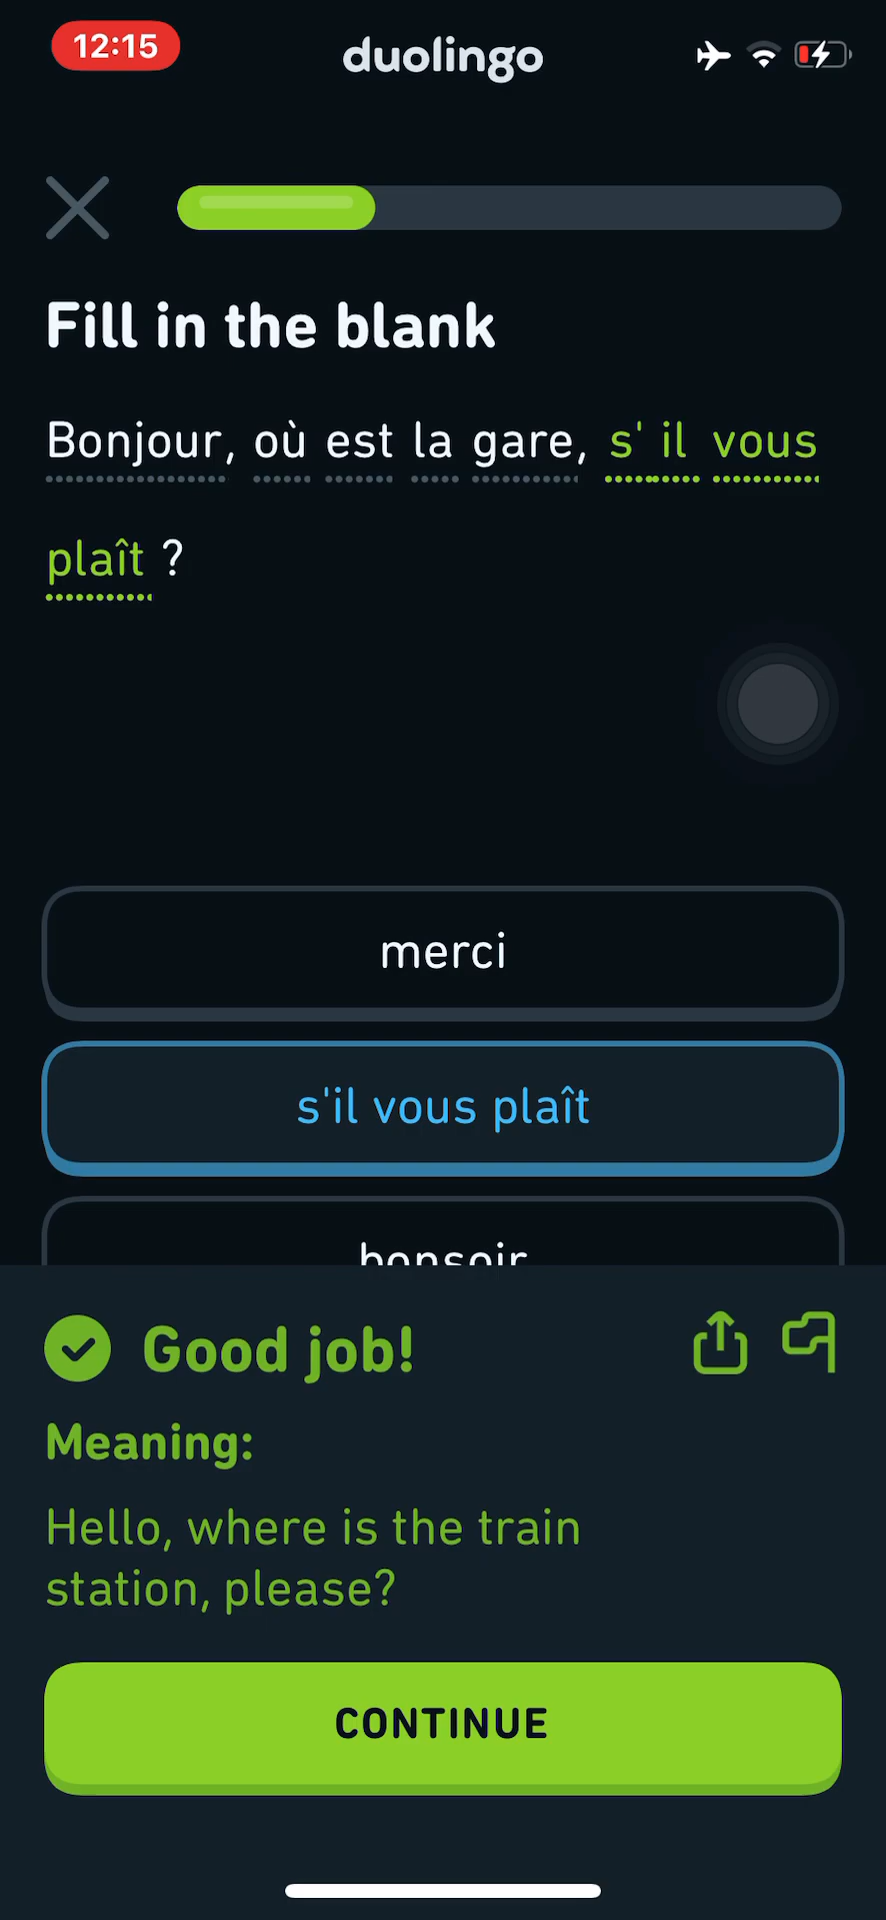 12:15
duolingo
Fill in the blank
Bonjour, où est la gare, s' il vous
plaît ?
merci
s'il vous plaît
bonsoir
Good job!
Meaning:
Hello, where is the train
station, please?
CONTINUE